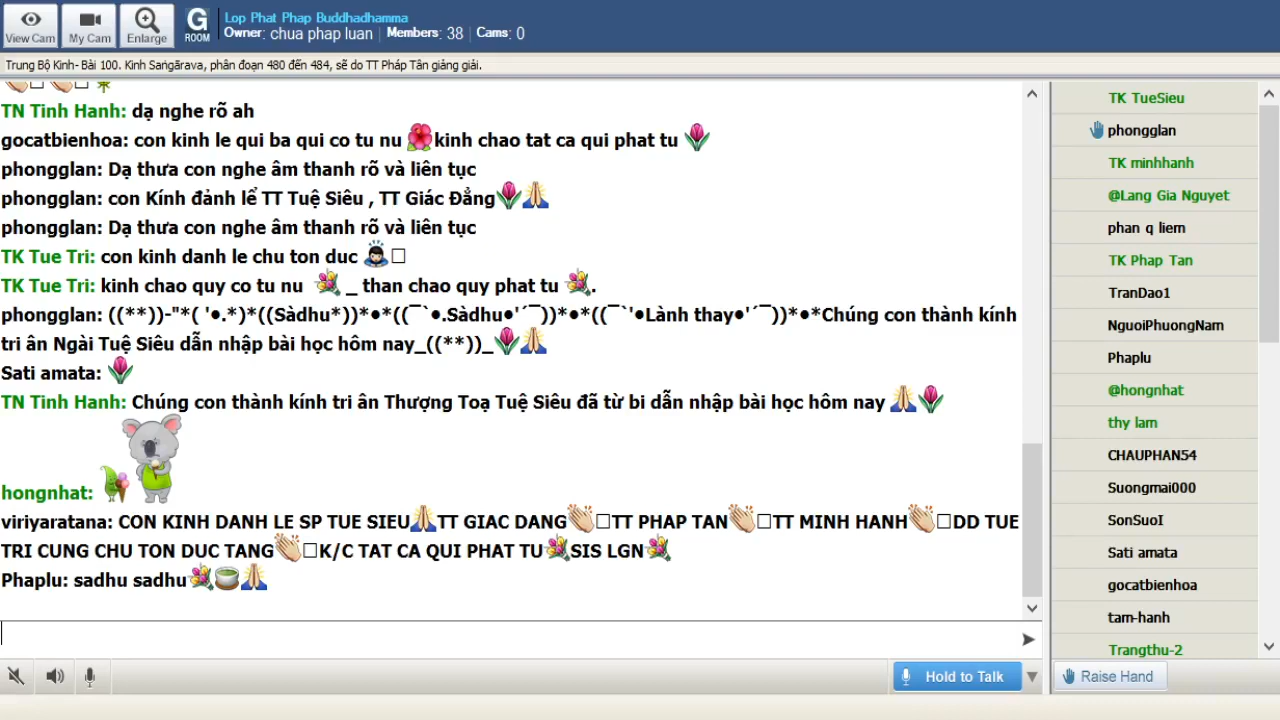 View Cam
My Cam
Enlarge
G
ROOM
Lop Phat Phap Buddhadhamma
Owner: chua phap luan | Members: 38 | Cams: 0
Trung Bộ Kinh- Bài 100. Kinh Saṅgārava, phân đoạn 480 đến 484, sẽ do TT Pháp Tân giảng giải.
TN Tinh Hanh: dạ nghe rõ ah
gocatbienhoa: con kinh le qui ba qui co tu nu kinh chao tat ca qui phat tu
phongglan: Dạ thưa con nghe âm thanh rõ và liên tục
phongglan: con Kính đảnh lể TT Tuệ Siêu , TT Giác Đẳng
phongglan: Dạ thưa con nghe âm thanh rõ và liên tục
TK Tue Tri: con kinh danh le chu ton duc
TK Tue Tri: kinh chao quy co tu nu _ than chao quy phat tu .
phongglan: ((**))-"*( '●.*)*((Sàdhu*))*●*((¯`●.Sàdhu●'´¯))*●*((¯`'●Lành thay●'´¯))*●*Chúng con thành kính
tri ân Ngài Tuệ Siêu dẫn nhập bài học hôm nay_((**))_
Sati amata:
TN Tinh Hanh: Chúng con thành kính tri ân Thượng Toạ Tuệ Siêu đã từ bi dẫn nhập bài học hôm nay
hongnhat:
viriyaratana: CON KINH DANH LE SP TUE SIEU TT GIAC DANG TT PHAP TAN TT MINH HANH DD TUE
TRI CUNG CHU TON DUC TANG K/C TAT CA QUI PHAT TU SIS LGN
Phaplu: sadhu sadhu
Hold to Talk
TK TueSieu
phongglan
TK minhhanh
@Lang Gia Nguyet
phan q liem
TK Phap Tan
TranDao1
NguoiPhuongNam
Phaplu
@hongnhat
thy lam
CHAUPHAN54
Suongmai000
SonSuoI
Sati amata
gocatbienhoa
tam-hanh
Trangthu-2
Raise Hand